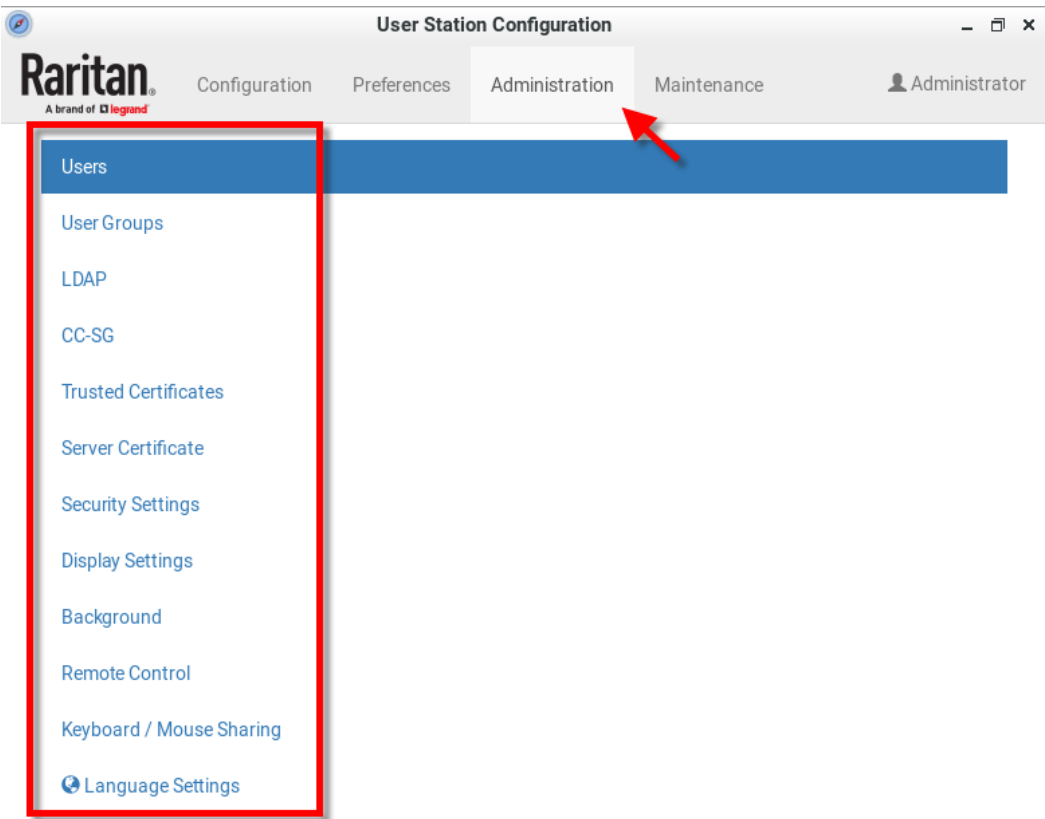 User Station Configuration
Raritan®
A brand of legrand®
Configuration Preferences Administration Maintenance Administrator
Users
User Groups
LDAP
CC-SG
Trusted Certificates
Server Certificate
Security Settings
Display Settings
Background
Remote Control
Keyboard / Mouse Sharing
Language Settings